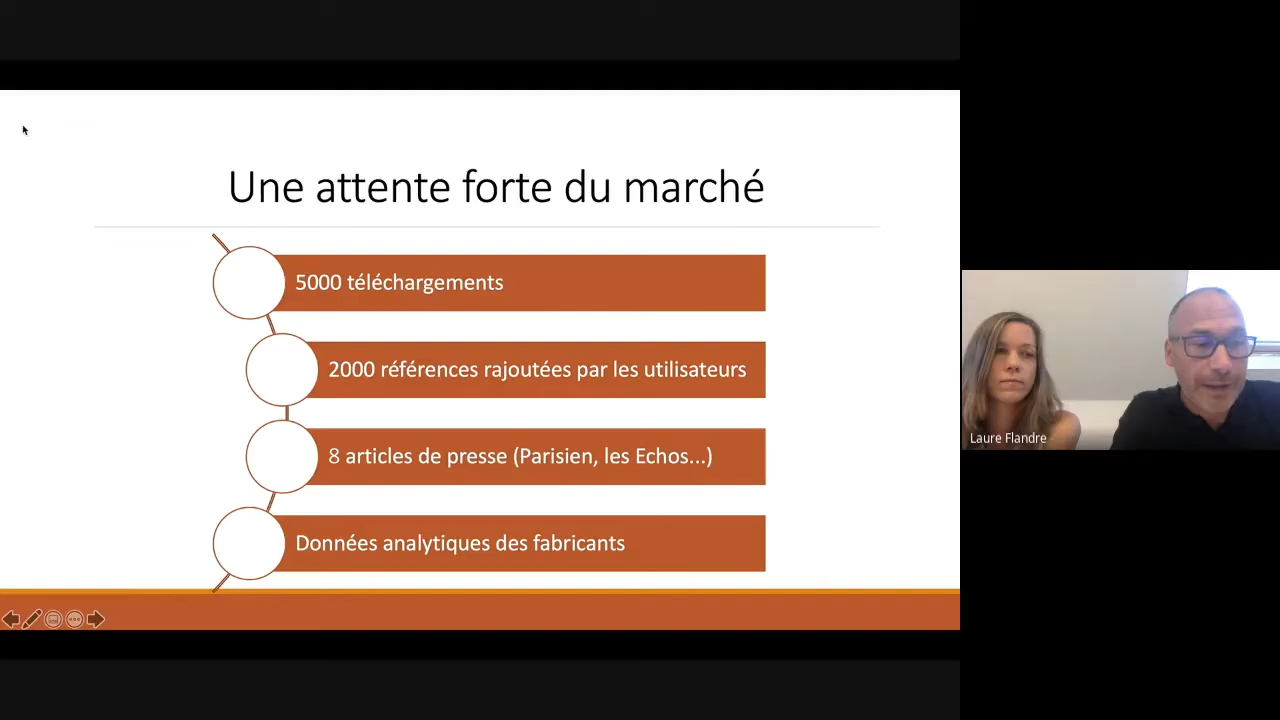 Une attente forte du marché
5000 téléchargements
2000 références rajoutées par les utilisateurs
8 articles de presse (Parisien, les Echos...)
Données analytiques des fabricants
Laure Flandre